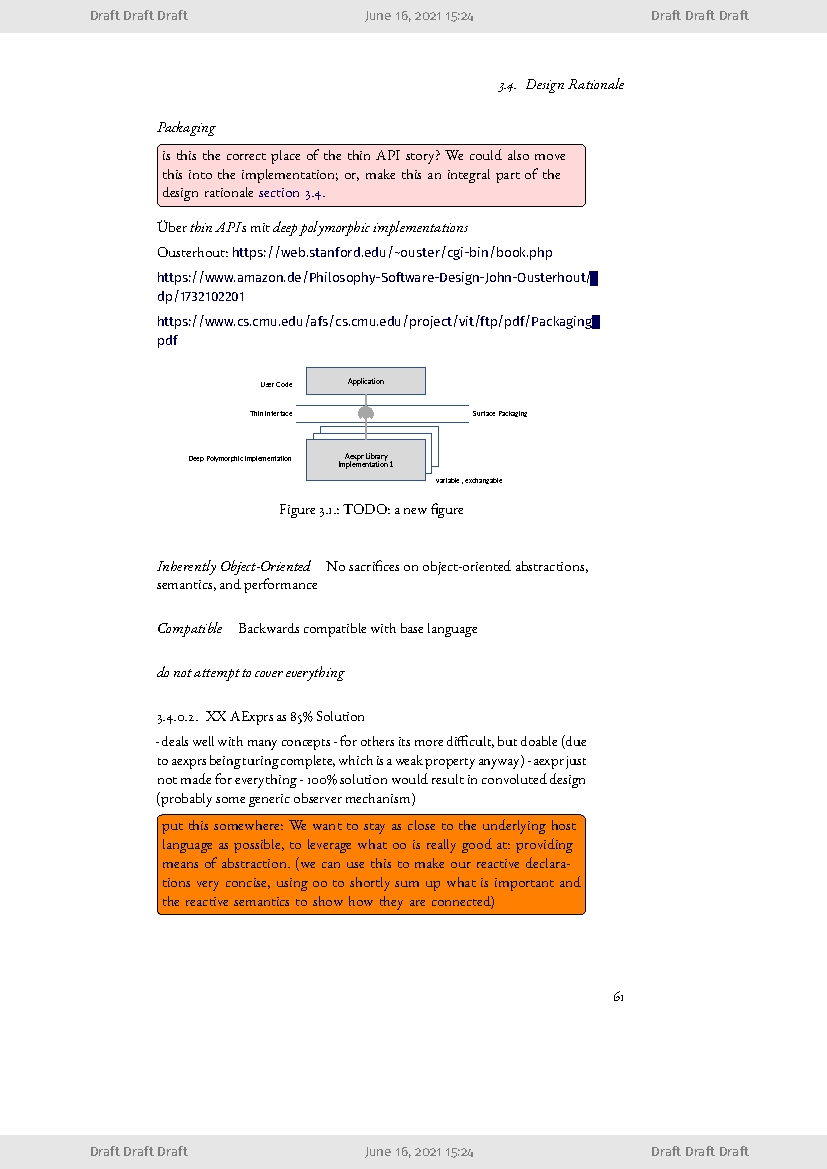 Draft Draft Draft June 16, 2021 15:24 Draft Draft Draft
3.4. Design Rationale
Packaging
is this the correct place of the thin API story? We could also move
this into the implementation; or, make this an integral part of the
design rationale section 3.4.
Über thin APIs mit deep polymorphic implementations
Ousterhout: https://web.stanford.edu/~ouster/cgi-bin/book.php
https://www.amazon.de/Philosophy-Software-Design-John-Ousterhout/
dp/1732102201
https://www.cs.cmu.edu/afs/cs.cmu.edu/project/vit/ftp/pdf/Packaging
pdf
User Code
Application
Thin Interface
Surface Packaging
Deep Polymorphic Implementation
Aexpr Library
Implementation 1
variable, exchangable
Figure 3.1.: TODO: a new figure
Inherently Object-Oriented No sacrifices on object-oriented abstractions,
semantics, and performance
Compatible Backwards compatible with base language
do not attempt to cover everything
3.4.0.2. XX AExprs as 85% Solution
- deals well with many concepts - for others its more difficult, but doable (due
to aexprs being turing complete, which is a weak property anyway) - aexpr just
not made for everything - 100% solution would result in convoluted design
(probably some generic observer mechanism)
put this somewhere: We want to stay as close to the underlying host
language as possible, to leverage what oo is really good at: providing
means of abstraction. (we can use this to make our reactive declara-
tions very concise, using oo to shortly sum up what is important and
the reactive semantics to show how they are connected)
61
Draft Draft Draft June 16, 2021 15:24 Draft Draft Draft